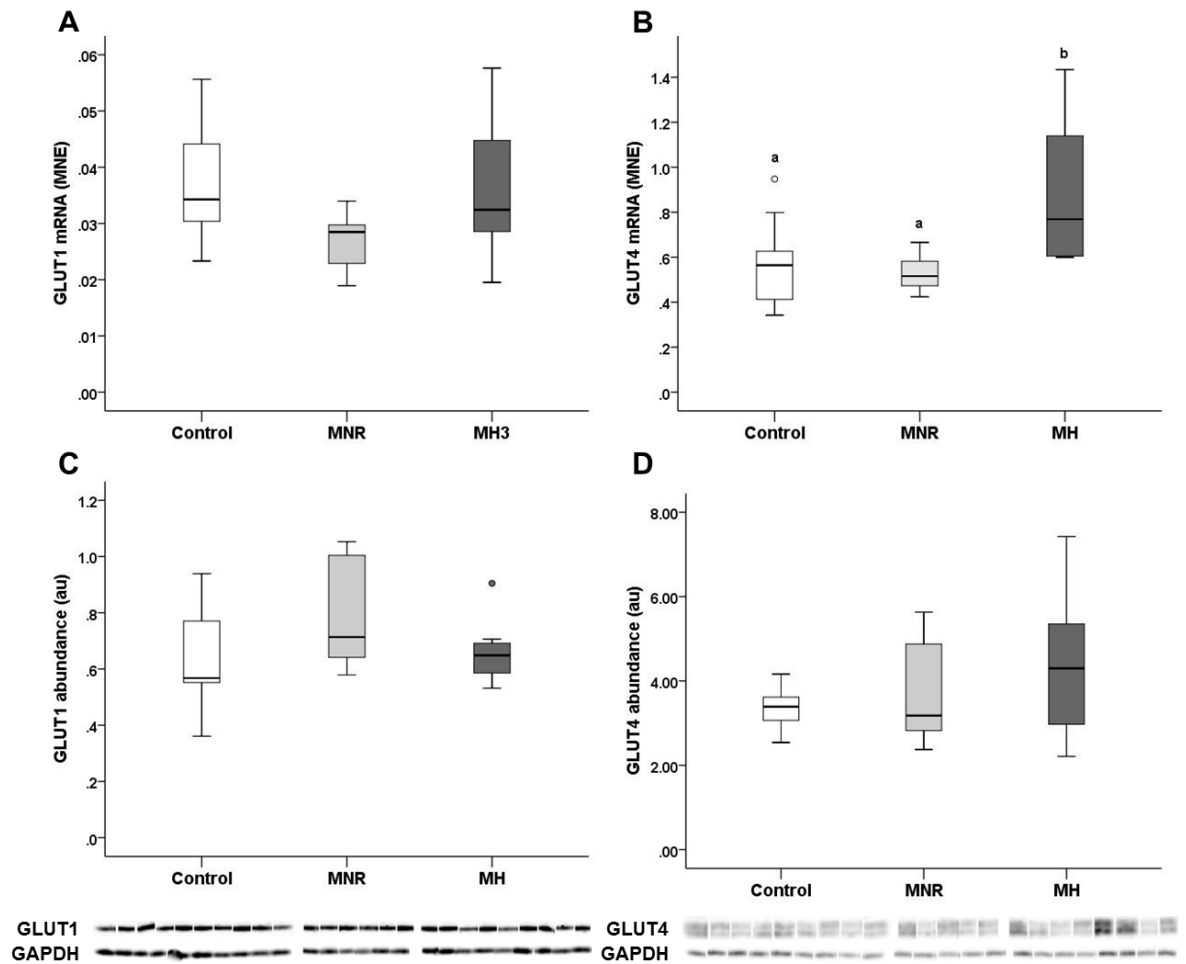 A
GLUT1 mRNA (MNE)
.06
.05
.04
.03
.02
.01
.00
Control MNR MH3
B
GLUT4 mRNA (MNE)
1.4
1.2
1.0
.8
.6
.4
.2
.0
a
a
b
Control MNR MH
C
GLUT1 abundance (au)
1.2
1.0
.8
.6
.4
.2
.0
Control MNR MH
GLUT1
GAPDH
D
GLUT4 abundance (au)
8.00
6.00
4.00
2.00
.00
Control MNR MH
GLUT4
GAPDH